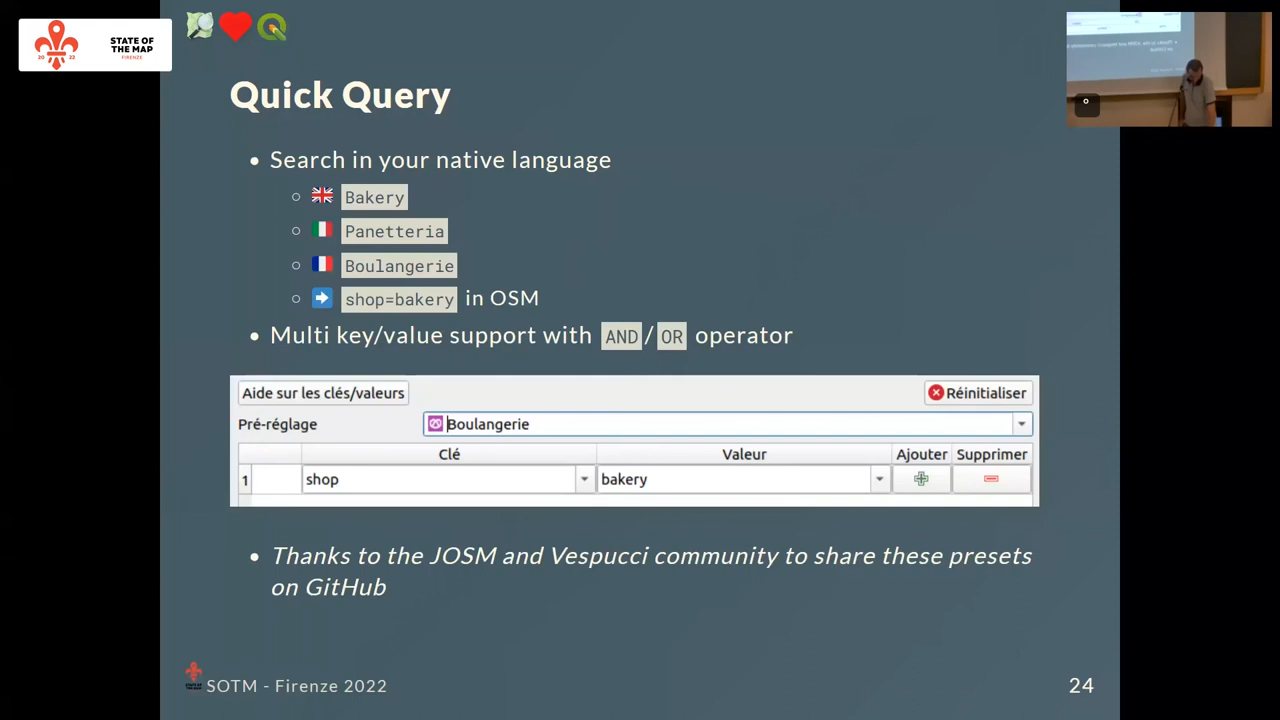 STATE OF
THE MAP
20 22
FIRENZE
Quick Query
Search in your native language
Bakery
Panetteria
Boulangerie
shop=bakery in OSM
Multi key/value support with AND / OR operator
Aide sur les clés/valeurs
Réinitialiser
Pré-réglage
Boulangerie
Clé Valeur Ajouter Supprimer
1 shop bakery
Thanks to the JOSM and Vespucci community to share these presets
on GitHub
SOTM - Firenze 2022
24